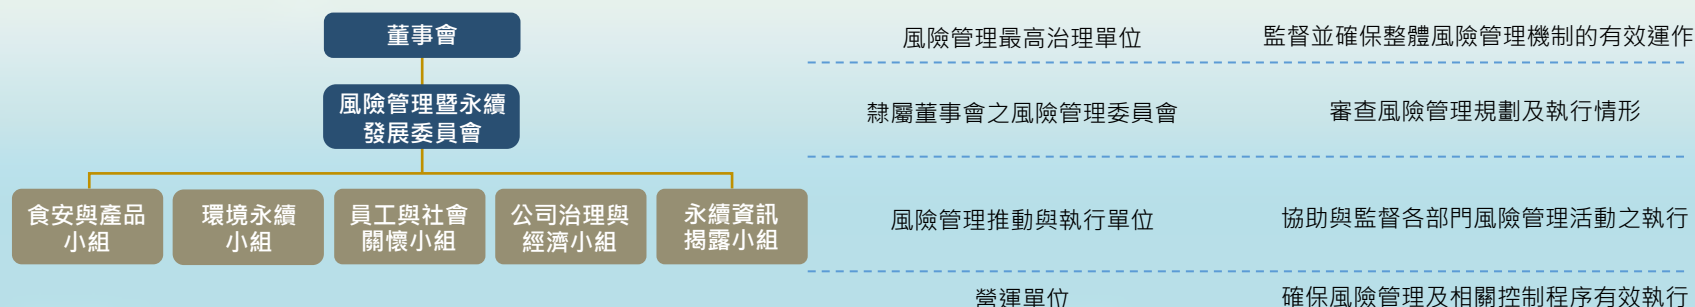 董事會
風險管理最高治理單位
監督並確保整體風險管理機制的有效運作
風險管理暨永續
發展委員會
隸屬董事會之風險管理委員會
審查風險管理規劃及執行情形
食安與產品
小組
環境永續
小組
員工與社會
關懷小組
公司治理與
經濟小組
永續資訊
揭露小組
風險管理推動與執行單位
協助與監督各部門風險管理活動之執行
營運單位
確保風險管理及相關控制程序有效執行